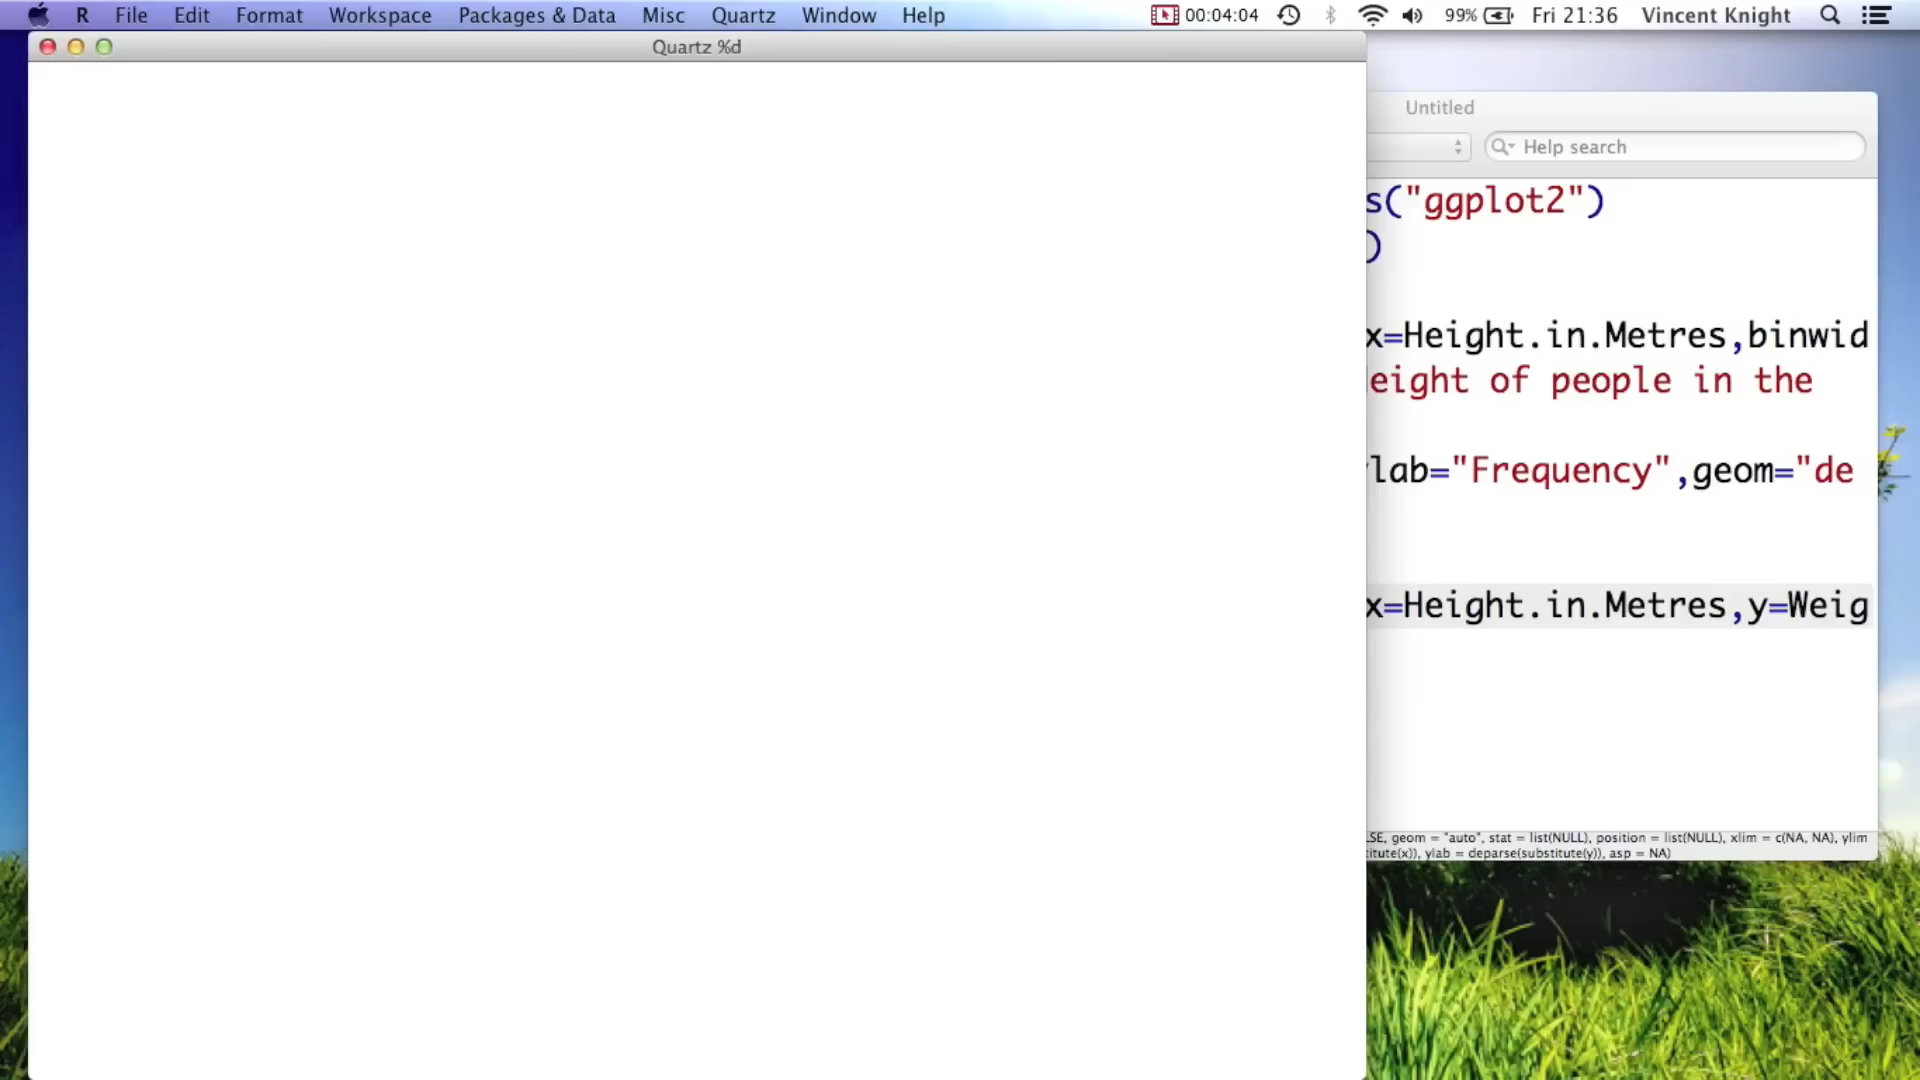 R File Edit Format Workspace Packages & Data Misc Quartz Window Help 00:04:04 99% Fri 21:36 Vincent Knight
Quartz %d
Untitled
Help search
s("ggplot2")
)
x=Height.in.Metres,binwid
eight of people in the
lab="Frequency",geom="de
x=Height.in.Metres,y=Weig
LSE, geom = "auto", stat = list(NULL), position = list(NULL), xlim = c(NA, NA), ylim
titute(x)), ylab = deparse(substitute(y)), asp = NA)